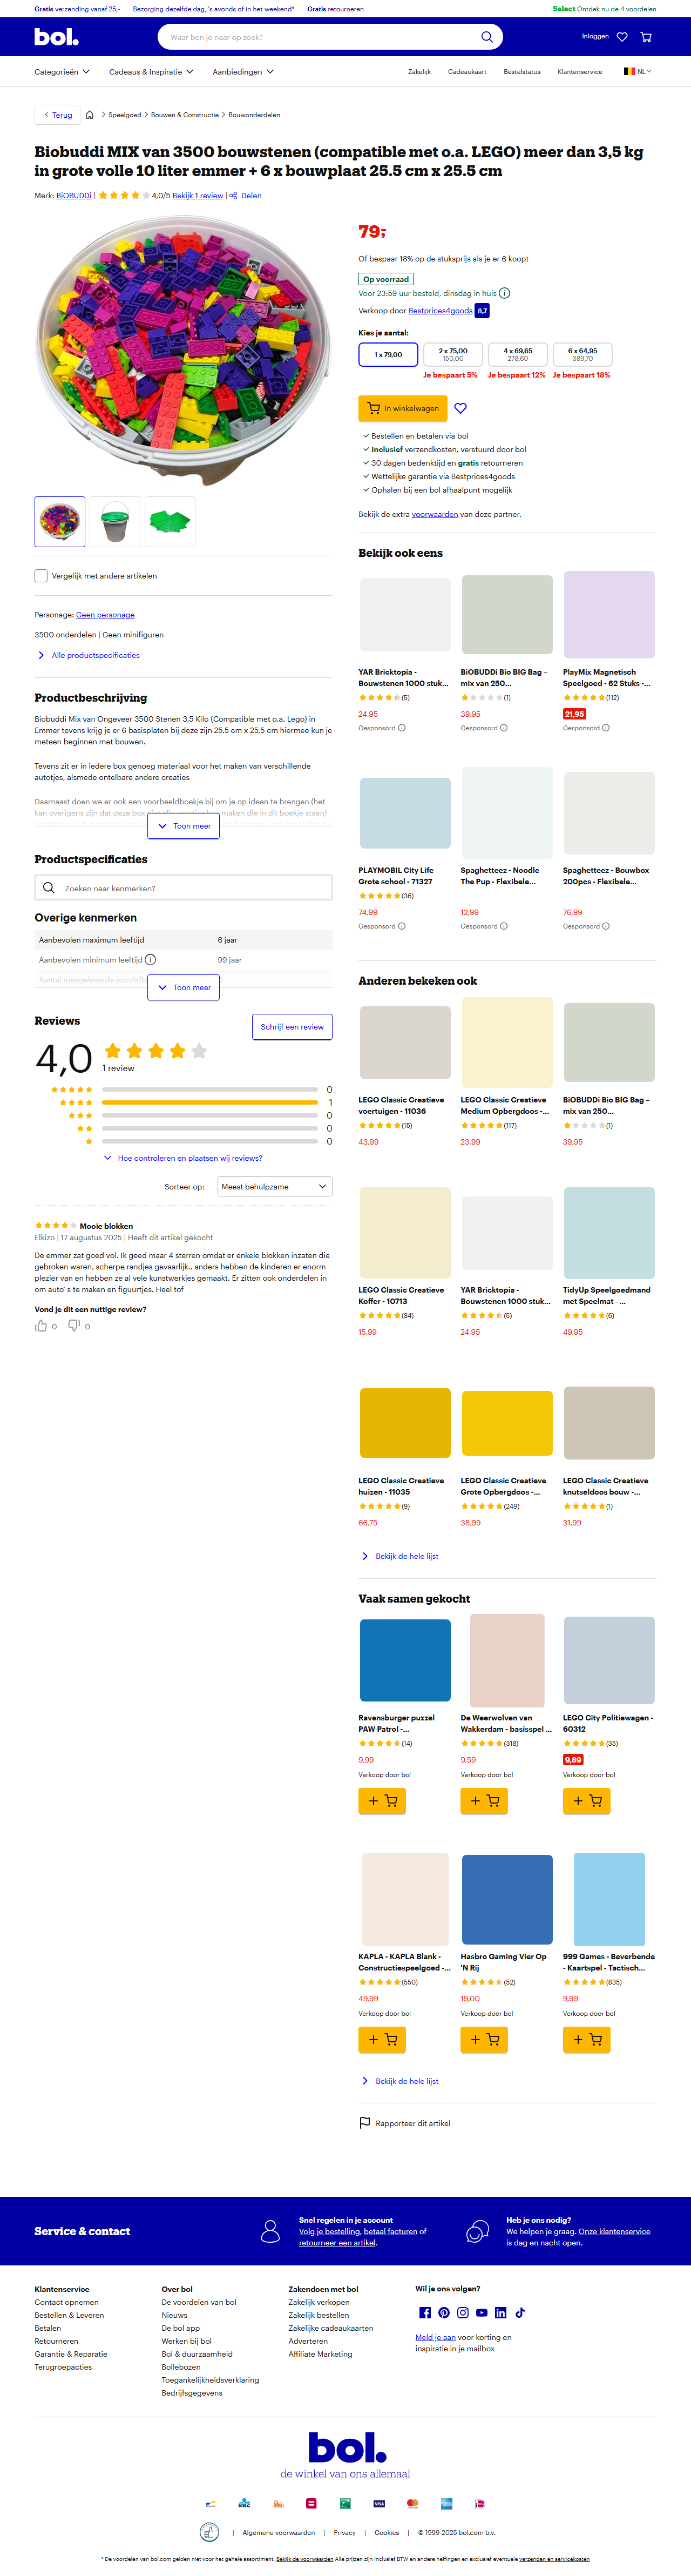 Gratis verzending vanaf 25,-
Bezorging dezelfde dag, 's avonds of in het weekend*
Gratis retourneren
Select Ontdek nu de 4 voordelen
bol.
Waar ben je naar op zoek?
Inloggen
Categorieën
Cadeaus & Inspiratie
Aanbiedingen
Zakelijk
Cadeaukaart
Bestelstatus
Klantenservice
NL
Terug
Speelgoed
Bouwen & Constructie
Bouwonderdelen
Biobuddi MIX van 3500 bouwstenen (compatible met o.a. LEGO) meer dan 3,5 kg
in grote volle 10 liter emmer + 6 x bouwplaat 25.5 cm x 25.5 cm
Merk: BiOBUDDi | 4.0/5 Bekijk 1 review | Delen
79,-
Of bespaar 18% op de stuksprijs als je er 6 koopt
Op voorraad
Voor 23:59 uur besteld, dinsdag in huis
Verkoop door Bestprices4goods 8,7
Kies je aantal:
1 x 79,00
2 x 75,00
150,00
4 x 69,65
278,60
6 x 64,95
389,70
Je bespaart 5%
Je bespaart 12%
Je bespaart 18%
In winkelwagen
Bestellen en betalen via bol
Inclusief verzendkosten, verstuurd door bol
30 dagen bedenktijd en gratis retourneren
Wettelijke garantie via Bestprices4goods
Ophalen bij een bol afhaalpunt mogelijk
Bekijk de extra voorwaarden van deze partner.
Vergelijk met andere artikelen
Personage: Geen personage
3500 onderdelen | Geen minifiguren
Alle productspecificaties
Productbeschrijving
Biobuddi Mix van Ongeveer 3500 Stenen 3,5 Kilo (Compatible met o.a. Lego) in
Emmer tevens krijg je er 6 basisplaten bij deze zijn 25.5 cm x 25,5 cm hiermee kun je
meteen beginnen met bouwen.
Tevens zit er in iedere box genoeg materiaal voor het maken van verschillende
autotjes, alsmede ontelbare andere creaties
Daarnaast doen we er ook een voorbeeldboekje bij om je op ideen te brengen (het
kan overigens zijn dat deze box niet alle creaties kan maken die in dit boekje staan)
Toon meer
Productspecificaties
Zoeken naar kenmerken?
Overige kenmerken
Aanbevolen maximum leeftijd
6 jaar
Aanbevolen minimum leeftijd
99 jaar
Toon meer
Reviews
Schrijf een review
4,0
1 review
0
1
0
0
0
Hoe controleren en plaatsen wij reviews?
Sorteer op:
Meest behulpzame
Mooie blokken
Elkizo | 17 augustus 2025 | Heeft dit artikel gekocht
De emmer zat goed vol. Ik geed maar 4 sterren omdat er enkele blokken inzaten die
gebroken waren, scherpe randjes gevaarlijk.. anders hebben de kinderen er enorm
plezier van en hebben ze al vele kunstwerkjes gemaakt. Er zitten ook onderdelen in
om auto' s te maken en figuurtjes. Heel tof
Vond je dit een nuttige review?
0
0
Bekijk ook eens
YAR Bricktopia -
Bouwstenen 1000 stuk...
(5)
24,95
Gesponsord
BiOBUDDi Bio BIG Bag –
mix van 250...
(1)
39,95
Gesponsord
PlayMix Magnetisch
Speelgoed - 62 Stuks -...
(112)
21,95
Gesponsord
PLAYMOBIL City Life
Grote school - 71327
(36)
74,99
Gesponsord
Spaghetteez - Noodle
The Pup - Flexibele...
12,99
Gesponsord
Spaghetteez - Bouwbox
200pcs - Flexibele...
76,99
Gesponsord
Anderen bekeken ook
LEGO Classic Creatieve
voertuigen - 11036
(15)
43,99
LEGO Classic Creatieve
Medium Opbergdoos -...
(117)
23,99
BiOBUDDi Bio BIG Bag –
mix van 250...
(1)
39,95
LEGO Classic Creatieve
Koffer - 10713
(84)
15,99
YAR Bricktopia -
Bouwstenen 1000 stuk...
(5)
24,95
TidyUp Speelgoedmand
met Speelmat –...
(6)
49,95
LEGO Classic Creatieve
huizen - 11035
(9)
66,75
LEGO Classic Creatieve
Grote Opbergdoos -...
(249)
38,99
LEGO Classic Creatieve
knutseldoos bouw -...
(1)
31,99
Bekijk de hele lijst
Vaak samen gekocht
Ravensburger puzzel
PAW Patrol -...
(14)
9,99
Verkoop door bol
De Weerwolven van
Wakkerdam - basisspel ...
(318)
9,59
Verkoop door bol
LEGO City Politiewagen -
60312
(35)
9,89
Verkoop door bol
KAPLA - KAPLA Blank -
Constructiespeelgoed -...
(550)
49,99
Verkoop door bol
Hasbro Gaming Vier Op
'N Rij
(52)
19,00
Verkoop door bol
999 Games - Beverbende
- Kaartspel - Tactisch...
(835)
9,99
Verkoop door bol
Bekijk de hele lijst
Rapporteer dit artikel
Service & contact
Snel regelen in je account
Volg je bestelling, betaal facturen of
retourneer een artikel.
Heb je ons nodig?
We helpen je graag. Onze klantenservice
is dag en nacht open.
Klantenservice
Contact opnemen
Bestellen & Leveren
Betalen
Retourneren
Garantie & Reparatie
Terugroepacties
Over bol
De voordelen van bol
Nieuws
De bol app
Werken bij bol
Bol & duurzaamheid
Bollebozen
Toegankelijkheidsverklaring
Bedrijfsgegevens
Zakendoen met bol
Zakelijk verkopen
Zakelijk bestellen
Zakelijke cadeaukaarten
Adverteren
Affiliate Marketing
Wil je ons volgen?
Meld je aan voor korting en
inspiratie in je mailbox
bol.
de winkel van ons allemaal
KBC
VISA
| Algemene voorwaarden | Privacy | Cookies | © 1999-2025 bol.com b.v.
* De voordelen van bol.com gelden niet voor het gehele assortiment. Bekijk de voorwaarden Alle prijzen zijn inclusief BTW en andere heffingen en exclusief eventuele verzenden en servicekosten